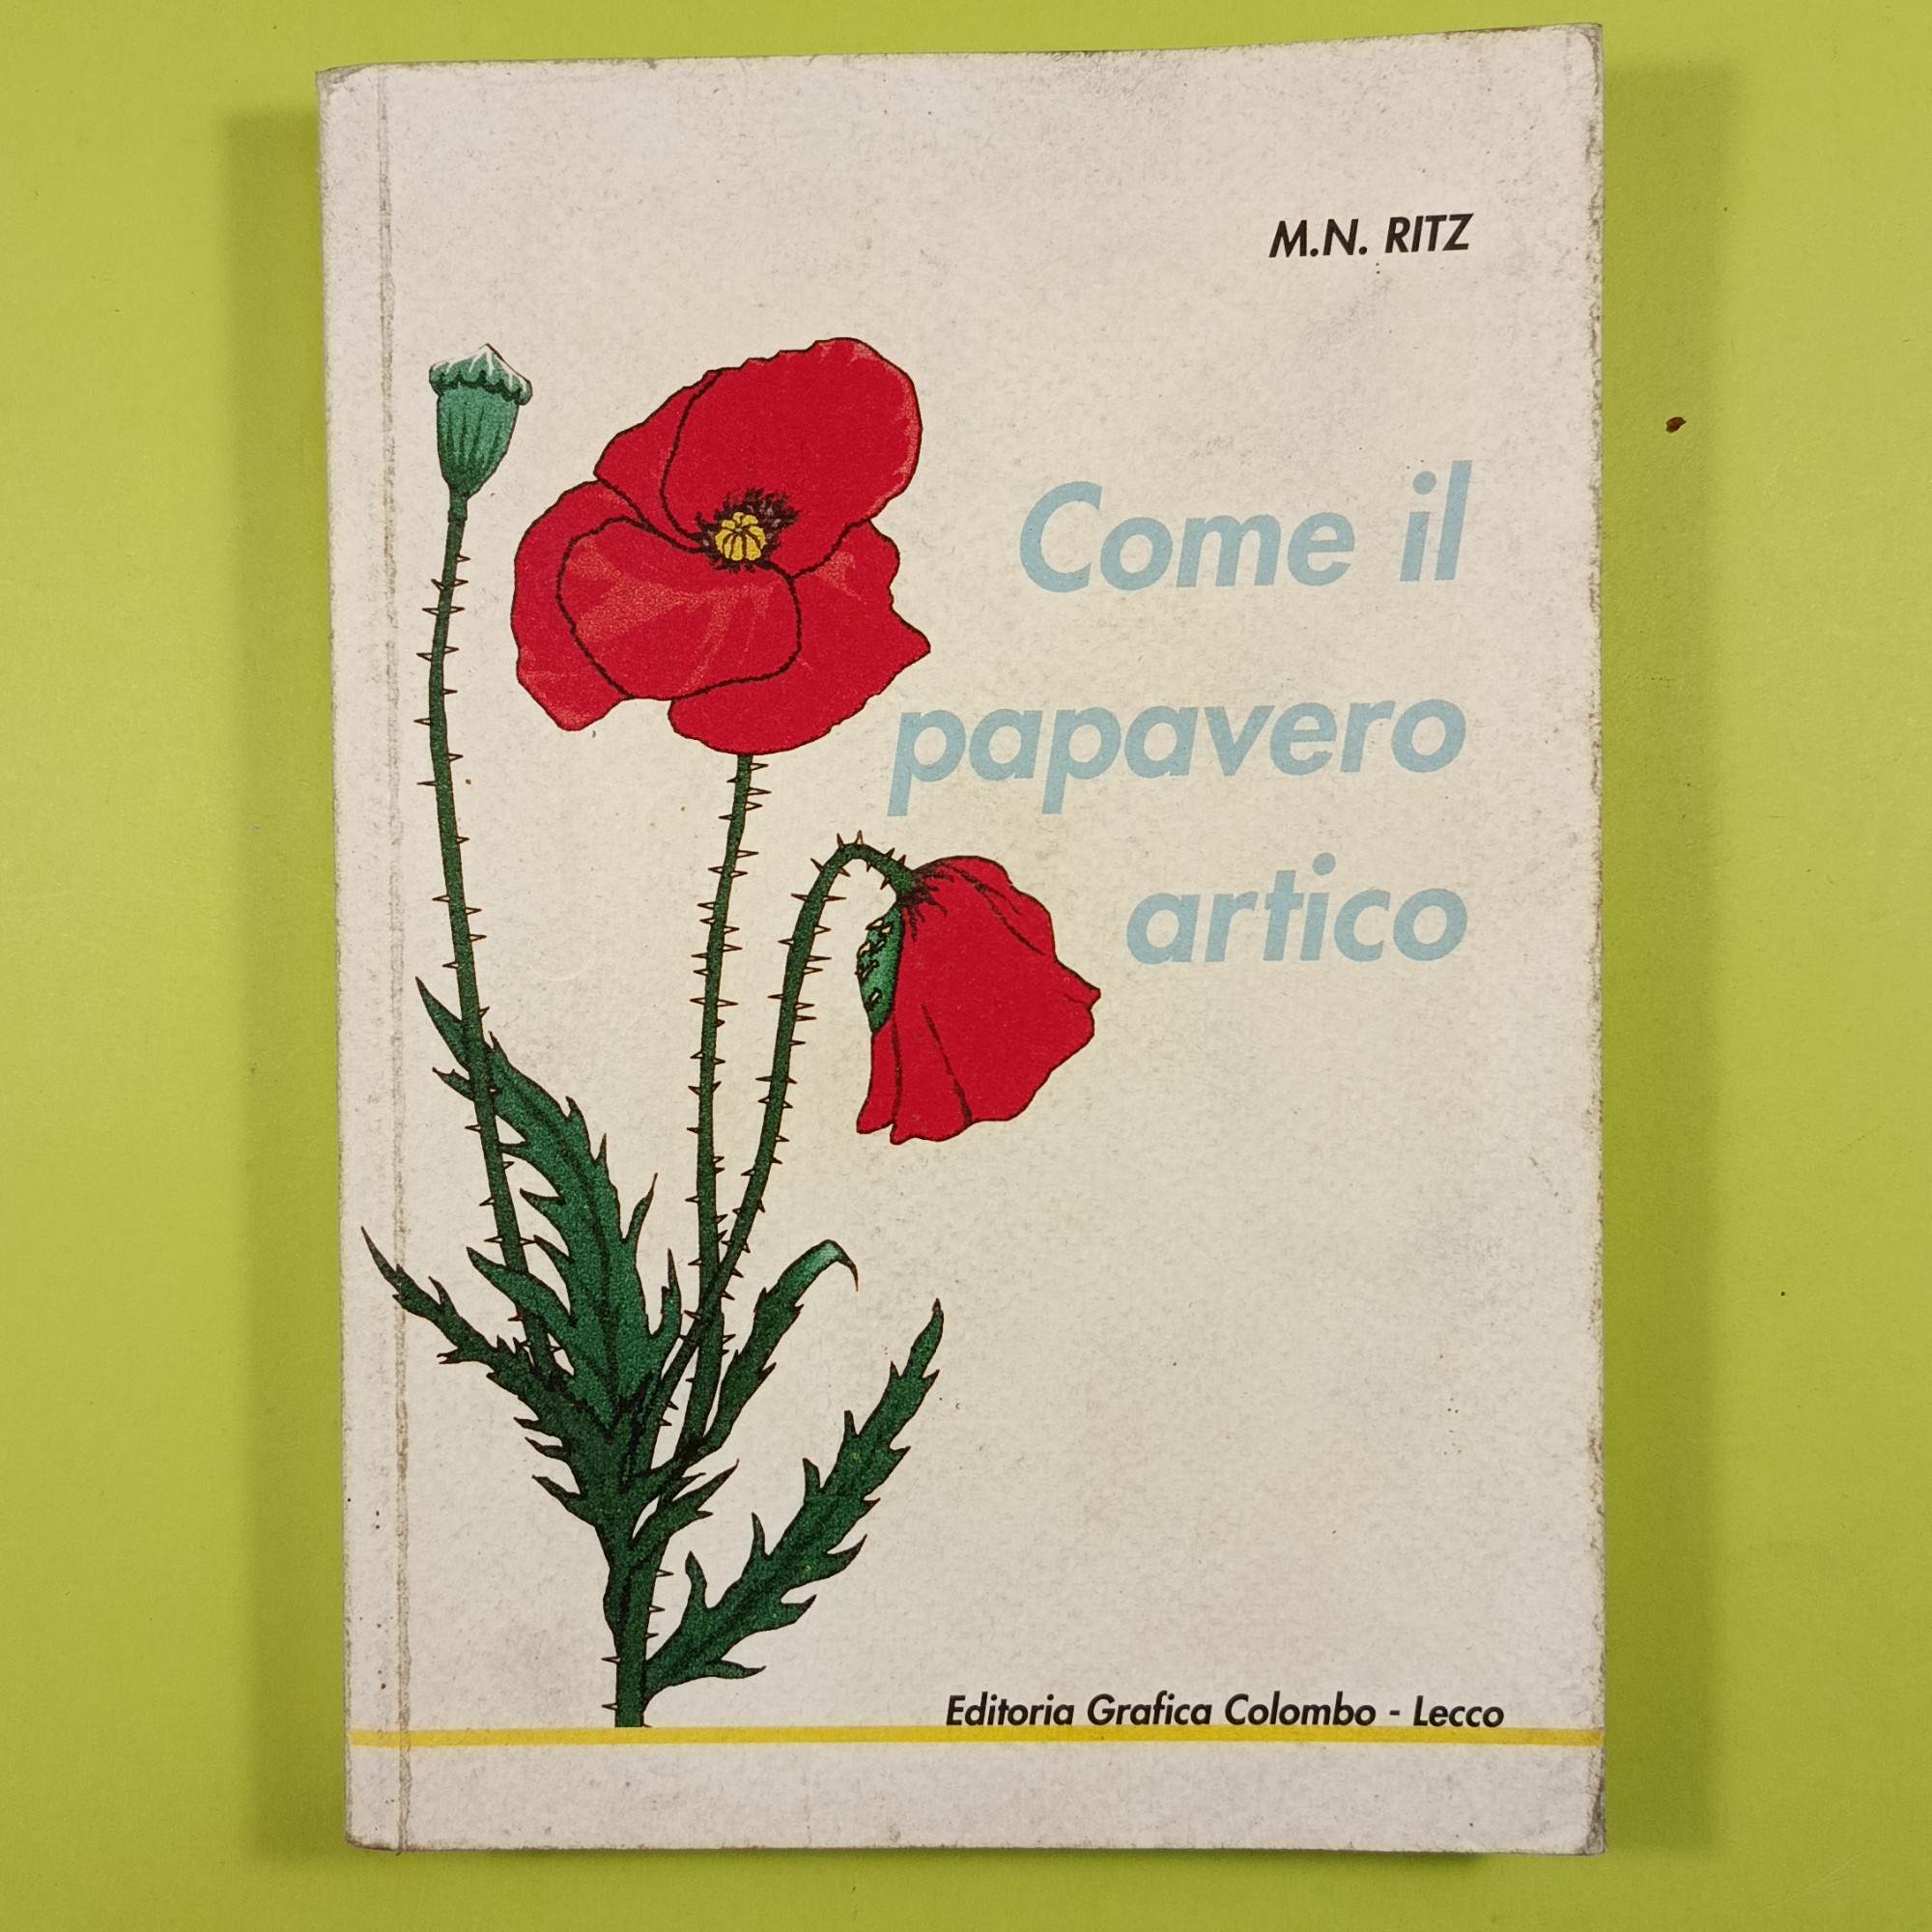 M.N. RITZ
Come il
papavero
artico
Editoria Grafica Colombo - Lecco